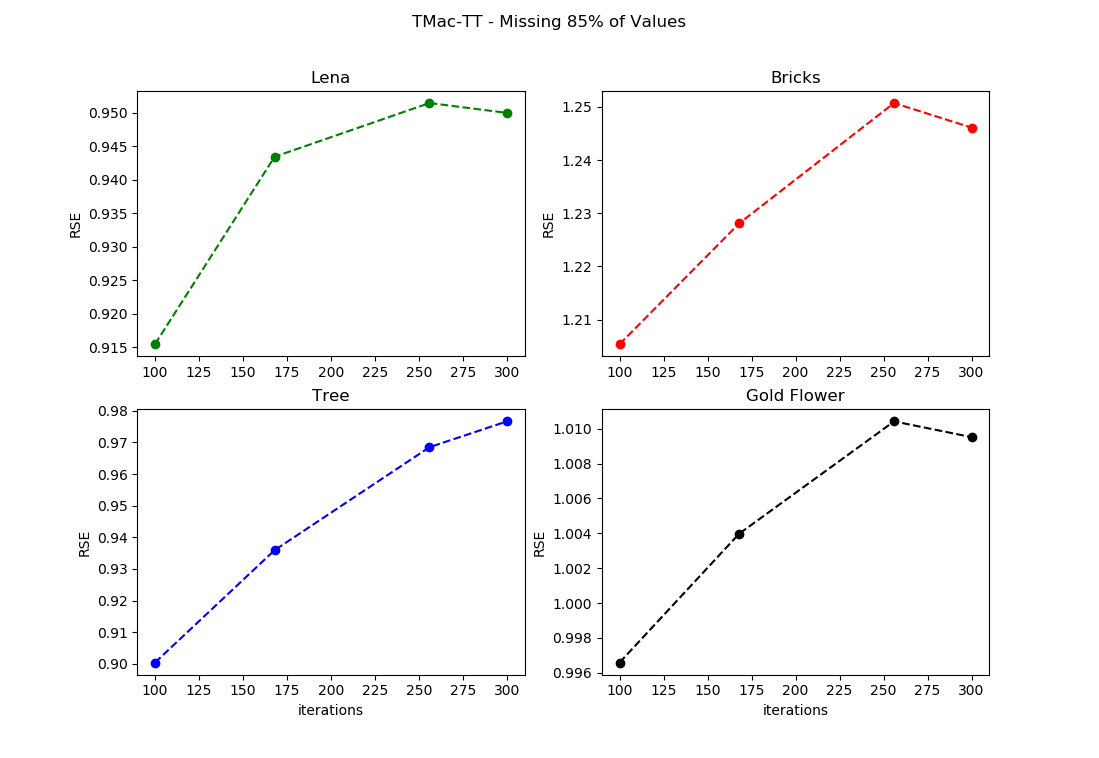 TMac-TT - Missing 85% of Values
Lena
RSE
0.950
0.945
0.940
0.935
0.930
0.925
0.920
0.915
100 125 150 175 200 225 250 275 300
Bricks
RSE
1.25
1.24
1.23
1.22
1.21
100 125 150 175 200 225 250 275 300
Tree
RSE
0.98
0.97
0.96
0.95
0.94
0.93
0.92
0.91
0.90
100 125 150 175 200 225 250 275 300
iterations
Gold Flower
RSE
1.010
1.008
1.006
1.004
1.002
1.000
0.998
0.996
100 125 150 175 200 225 250 275 300
iterations